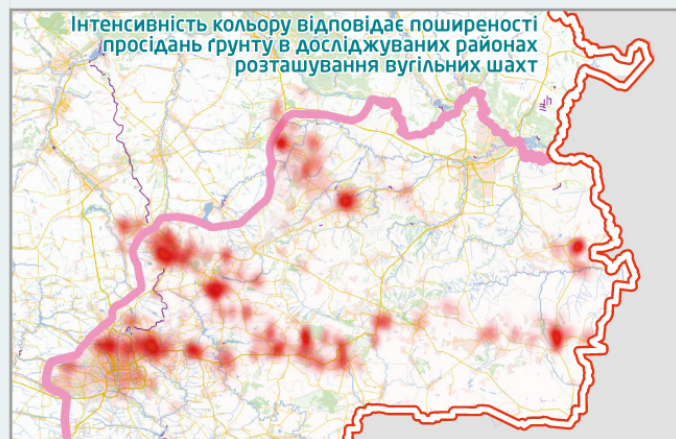 Інтенсивність кольору відповідає поширеності
просідань ґрунту в досліджуваних районах
розташування вугільних шахт